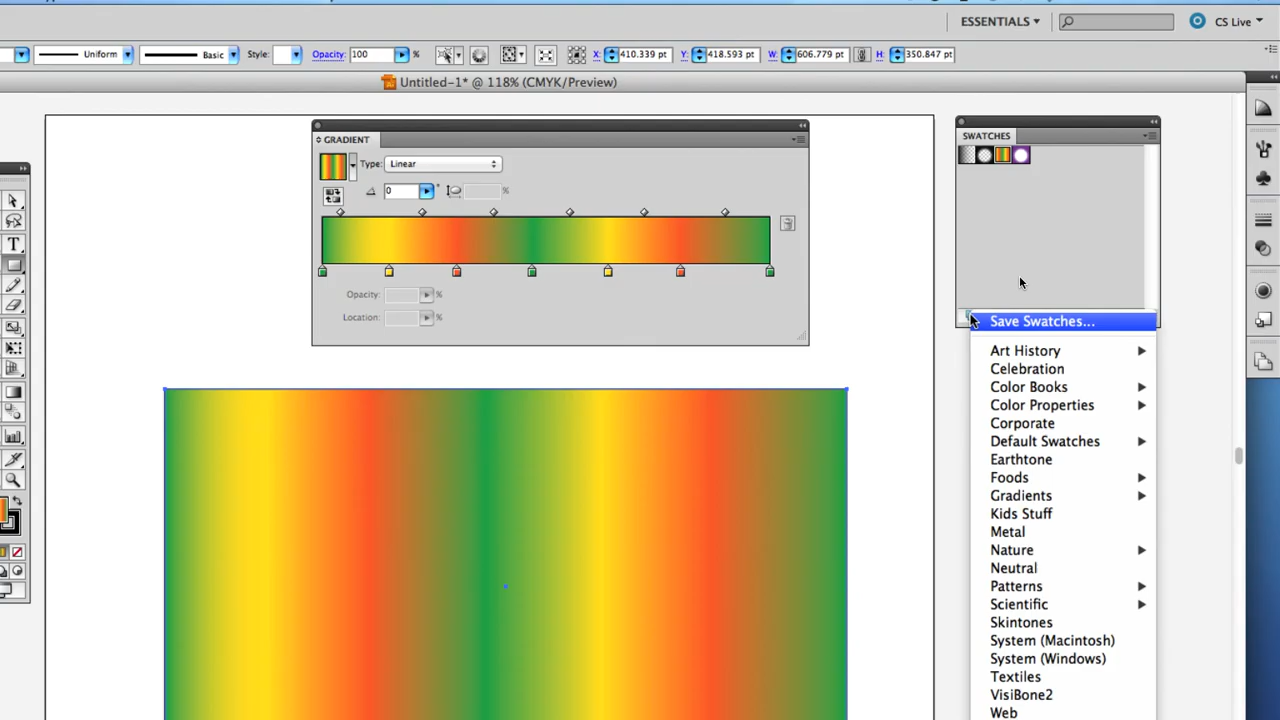 ESSENTIALS
CS Live
Uniform
Basic
Style:
Opacity: 100 %
X: 410.339 pt
Y: 418.593 pt
W: 606.779 pt
H: 350.847 pt
Untitled-1* @ 118% (CMYK/Preview)
GRADIENT
Type: Linear
0 °
%
Opacity: %
Location: %
SWATCHES
Save Swatches...
Art History
Celebration
Color Books
Color Properties
Corporate
Default Swatches
Earthtone
Foods
Gradients
Kids Stuff
Metal
Nature
Neutral
Patterns
Scientific
Skintones
System (Macintosh)
System (Windows)
Textiles
VisiBone2
Web
T